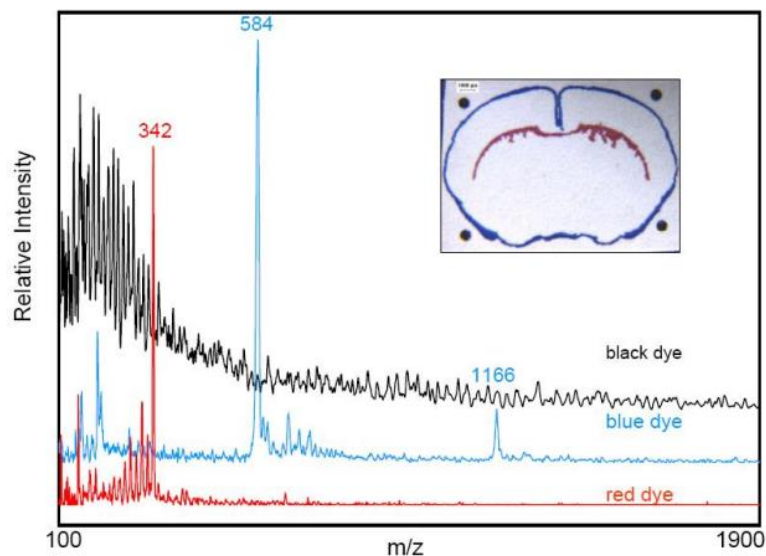 584
342
Relative Intensity
black dye
1166
blue dye
red dye
100
m/z
1900